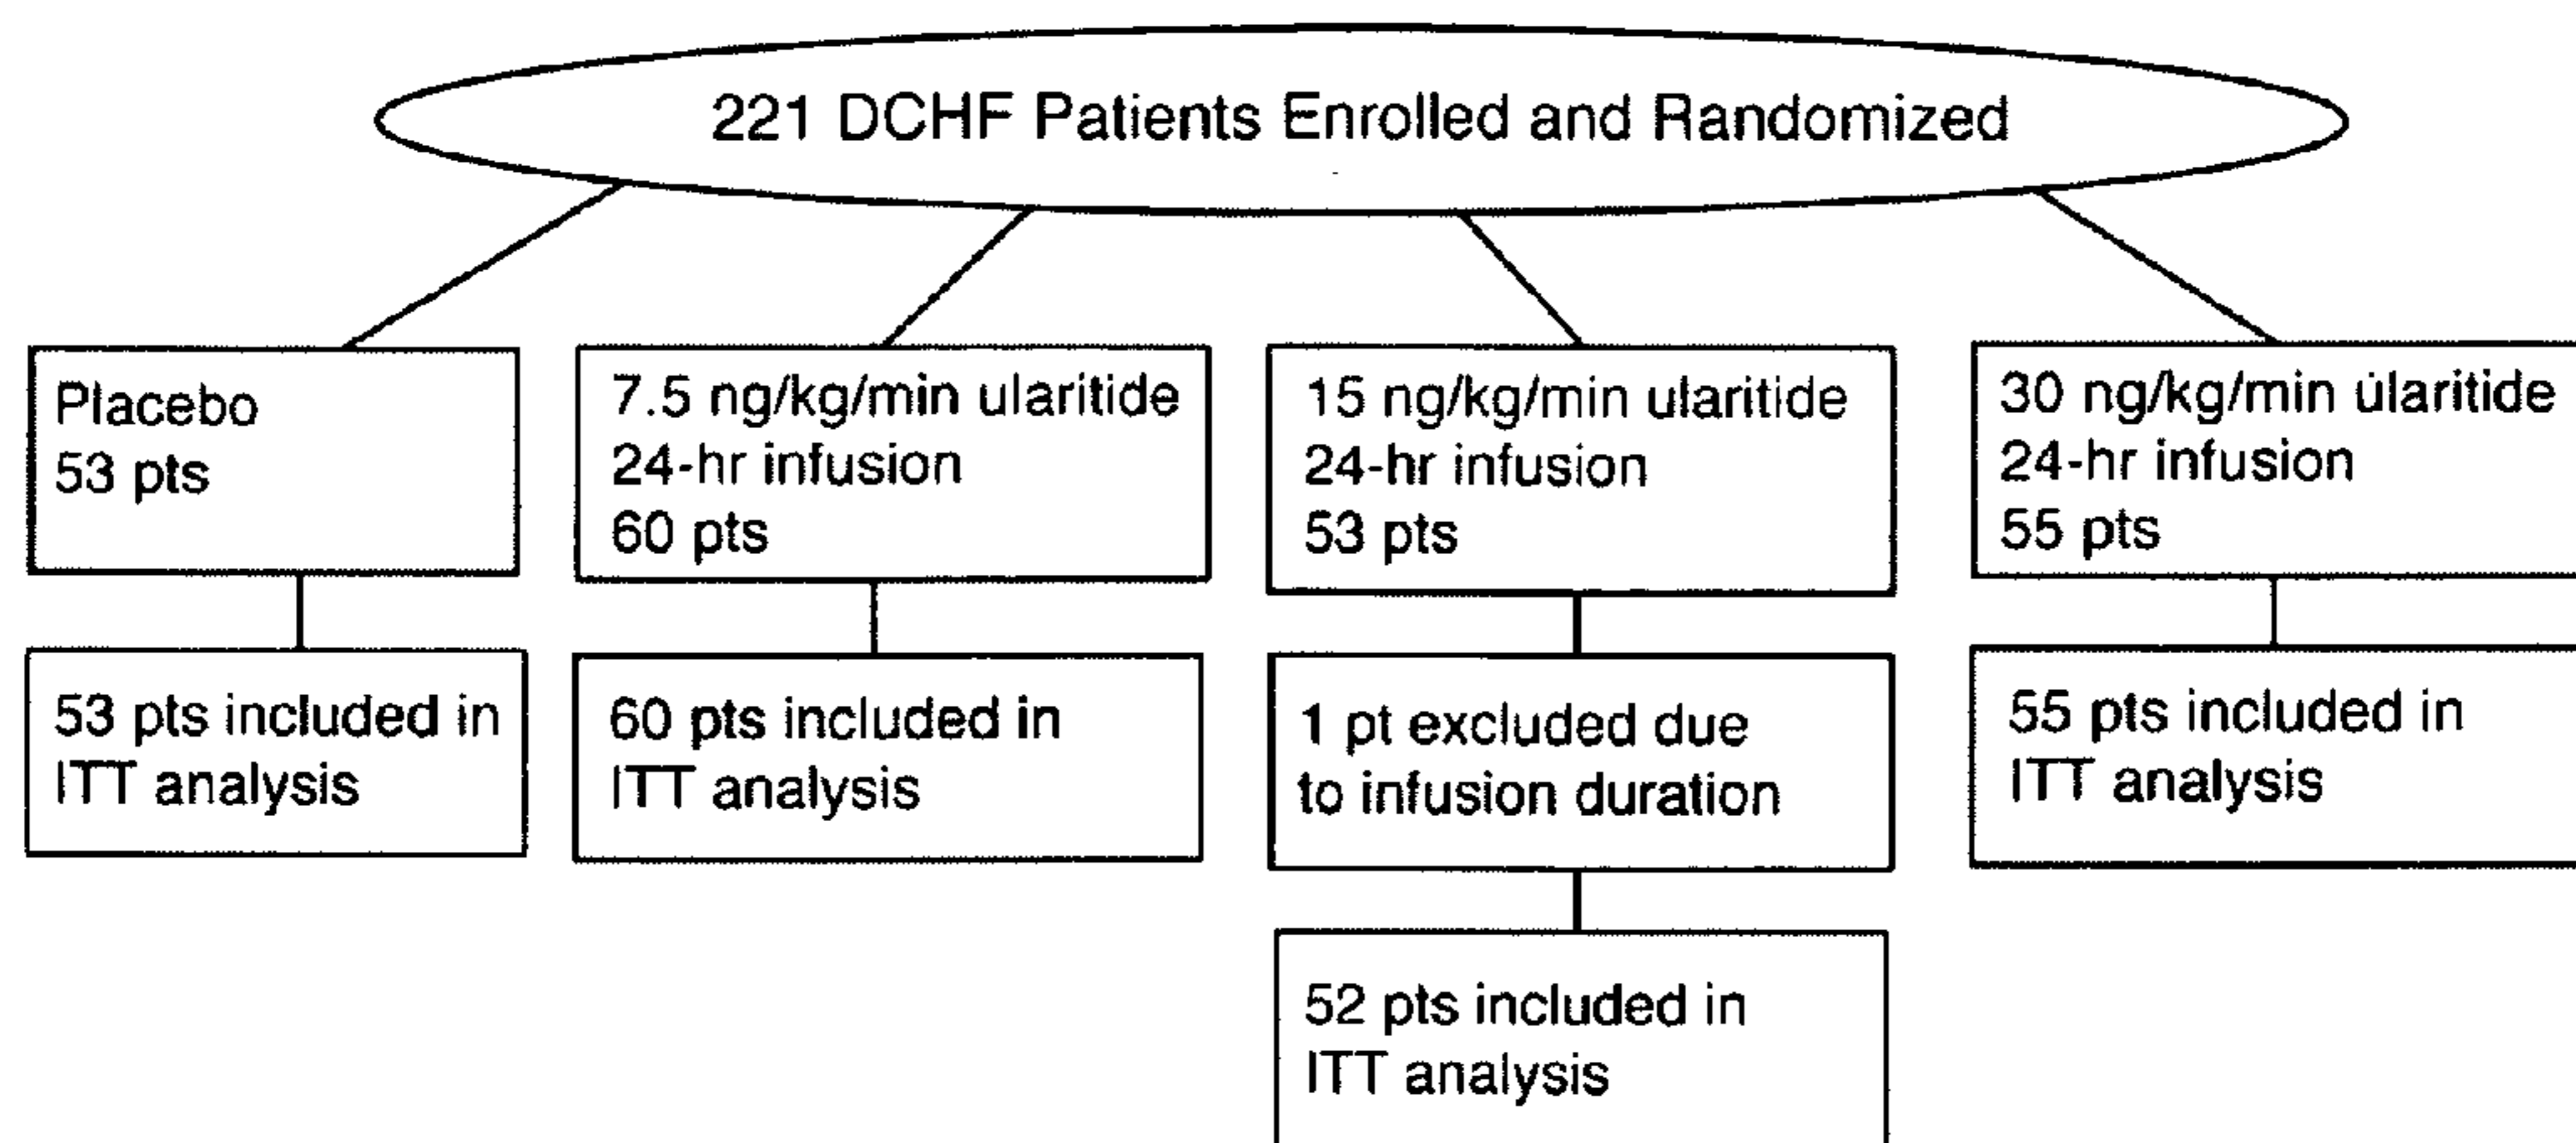 221 DCHF Patients Enrolled and Randomized
Placebo
53 pts
7.5 ng/kg/min ularitide
24-hr infusion
60 pts
15 ng/kg/min ularitide
24-hr infusion
53 pts
30 ng/kg/min ularitide
24-hr infusion
55 pts
53 pts included in
ITT analysis
60 pts included in
ITT analysis
1 pt excluded due
to infusion duration
55 pts included in
ITT analysis
52 pts included in
ITT analysis